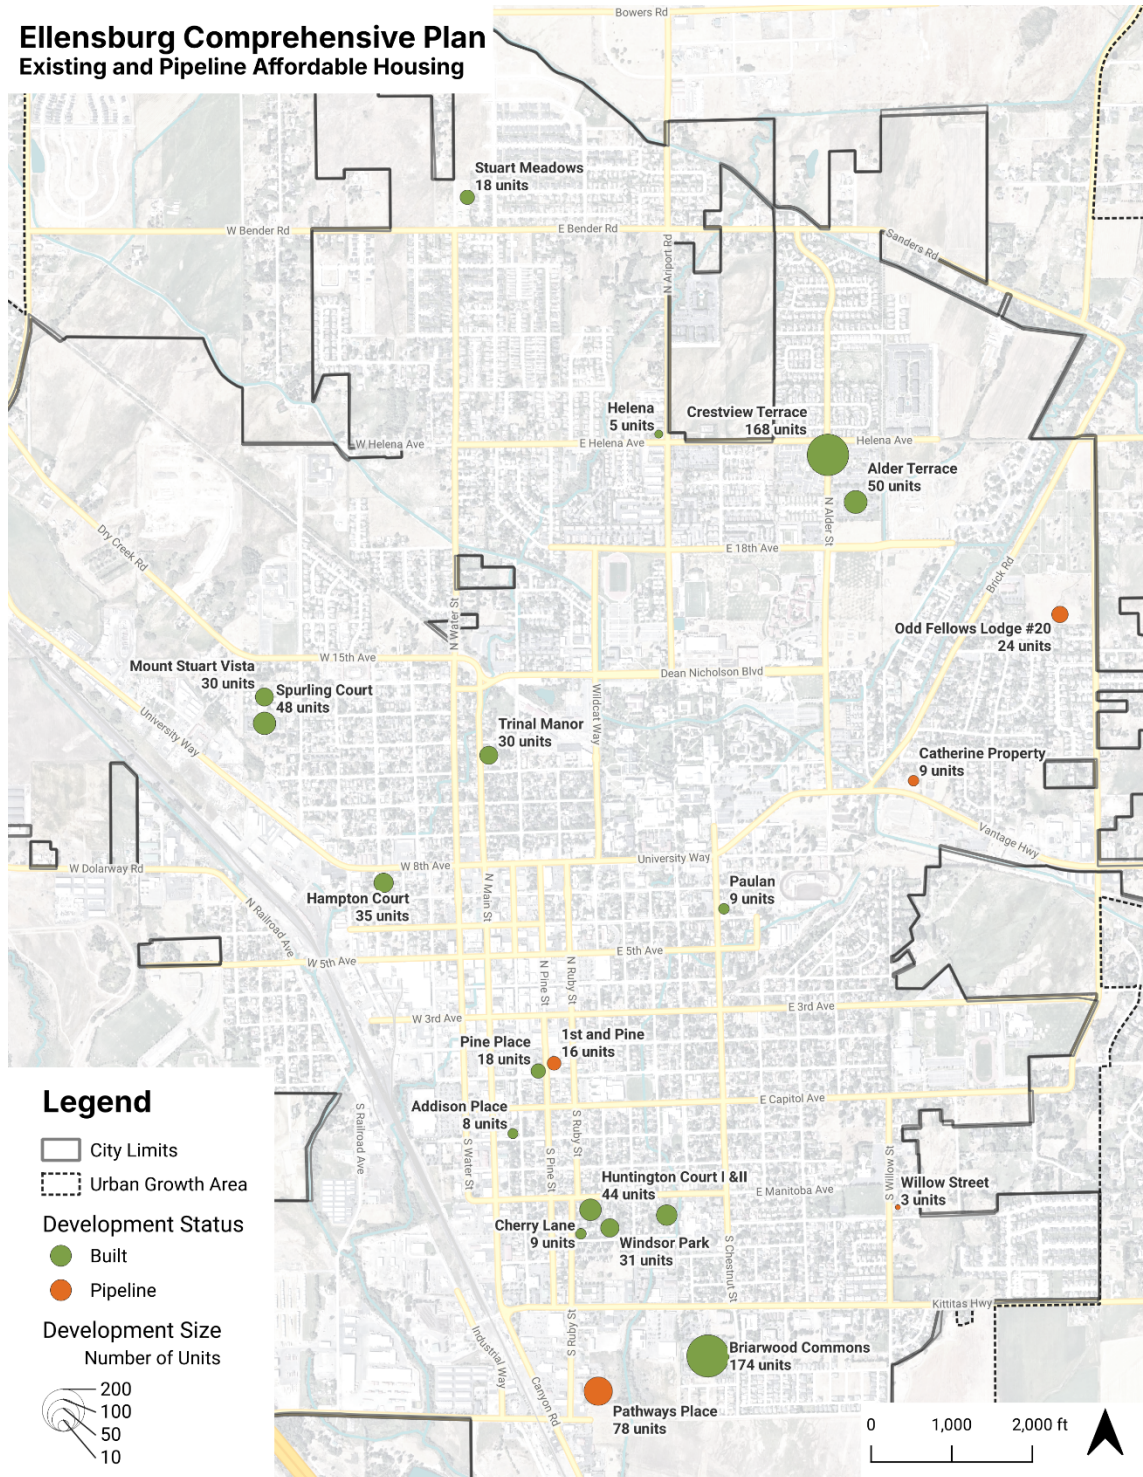 Ellensburg Comprehensive Plan
Existing and Pipeline Affordable Housing
Bowers Rd
Stuart Meadows
18 units
W Bender Rd
E Bender Rd
Sanders Rd
N Ariport Rd
Helena
5 units
Crestview Terrace
168 units
W Helena Ave
E Helena Ave
Helena Ave
Alder Terrace
50 units
N Alder St
Dry Creek Rd
E 18th Ave
Brick Rd
N Water St
Odd Fellows Lodge #20
24 units
W 15th Ave
Dean Nicholson Blvd
Mount Stuart Vista
30 units
Spurling Court
48 units
University Way
Wildcat Way
Trinal Manor
30 units
Catherine Property
9 units
Vantage Hwy
W Dolarway Rd
W 8th Ave
University Way
Hampton Court
35 units
N Main St
Paulan
9 units
N Railroad Ave
W 5th Ave
E 5th Ave
N Pine St
N Ruby St
W 3rd Ave
E 3rd Ave
Pine Place
18 units
1st and Pine
16 units
Addison Place
8 units
E Capitol Ave
S Railroad Ave
S Water St
S Pine St
S Ruby St
S Willow St
Huntington Court I &II
44 units
E Manitoba Ave
Willow Street
3 units
Cherry Lane
9 units
Windsor Park
31 units
S Chestnut St
Kittitas Hwy
S Ruby St
Industrial Way
Canyon Rd
Briarwood Commons
174 units
Pathways Place
78 units
Legend
City Limits
Urban Growth Area
Development Status
Built
Pipeline
Development Size
Number of Units
200
100
50
10
0 1,000 2,000 ft